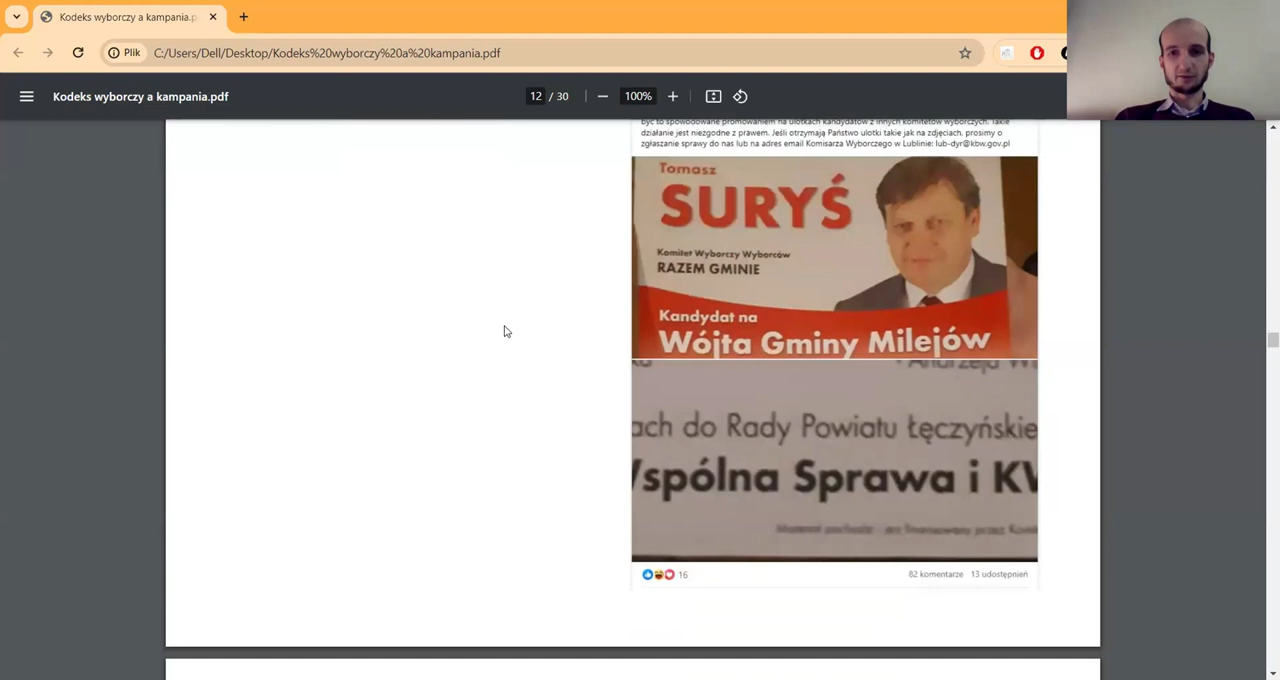 Kodeks wyborczy a kampania.p
Plik
C:/Users/Dell/Desktop/Kodeks%20wyborczy%20a%20kampania.pdf
Kodeks wyborczy a kampania.pdf
12 / 30
100%
być to spowodowane promowaniem na ulotkach kandydatów z innych komitetów wyborczych. Takie
działanie jest niezgodne z prawem. Jeśli otrzymają Państwo ulotki takie jak na zdjęciach, prosimy o
zgłaszanie sprawy do nas lub na adres email Komisarza Wyborczego w Lublinie: lub-dyr@kbw.gov.pl
Tomasz
SURYŚ
Komitet Wyborczy Wyborców
RAZEM GMINIE
Kandydat na
Wójta Gminy Milejów
ach do Rady Powiatu Łęczyńskie
Wspólna Sprawa i KW
16
82 komentarze 13 udostępnień